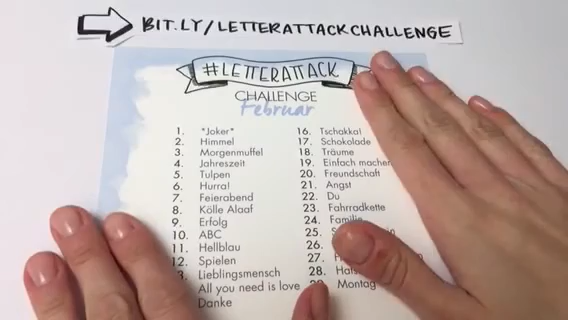 BIT.LY/LETTERATTACKCHALLENGE
#LETTERATTACK
CHALLENGE
Februar
1. *Joker*
2. Himmel
3. Morgenmuffel
4. Jahreszeit
5. Tulpen
6. Hurra!
7. Feierabend
8. Kölle Alaaf
9. Erfolg
10. ABC
11. Hellblau
12. Spielen
3. Lieblingsmensch
All you need is love
Danke
16. Tschakka!
17. Schokolade
18. Träume
19. Einfach machen
20. Freundschaft
21. Angst
22. Du
23. Fahrradkette
24. Familie
25.
26.
27.
28.
29. Montag